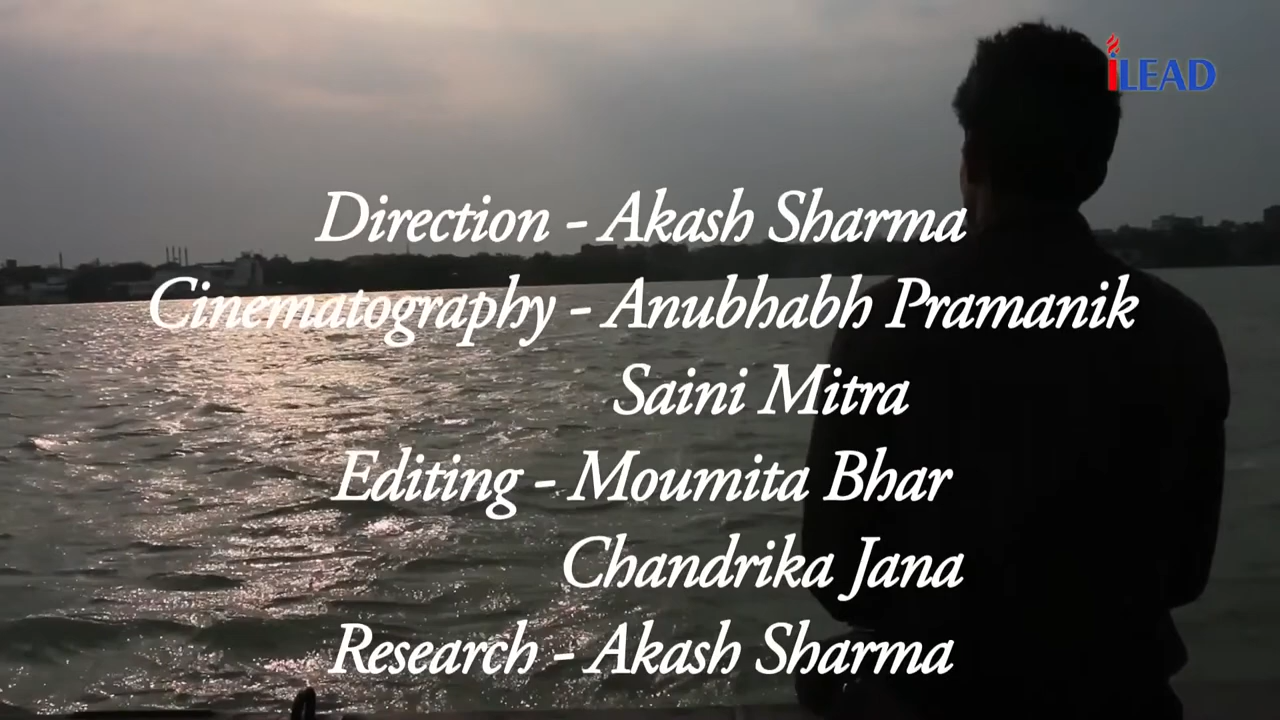 iLEAD
Direction - Akash Sharma
Cinematography - Anubhabh Pramanik
Saini Mitra
Editing - Moumita Bhar
Chandrika Jana
Research - Akash Sharma